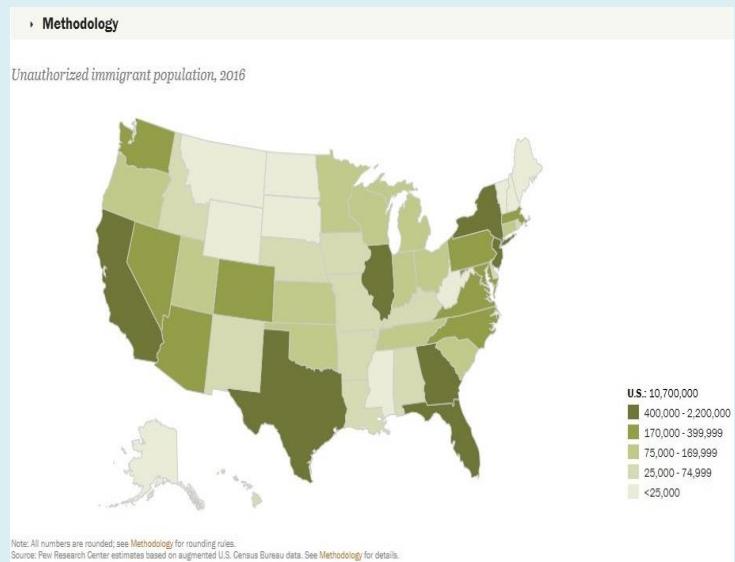 Methodology
Unauthorized immigrant population, 2016
U.S.: 10,700,000
400,000 - 2,200,000
170,000 - 399,999
75,000 - 169,999
25,000 - 74,999
<25,000
Note: All numbers are rounded; see Methodology for rounding rules.
Source: Pew Research Center estimates based on augmented U.S. Census Bureau data. See Methodology for details.